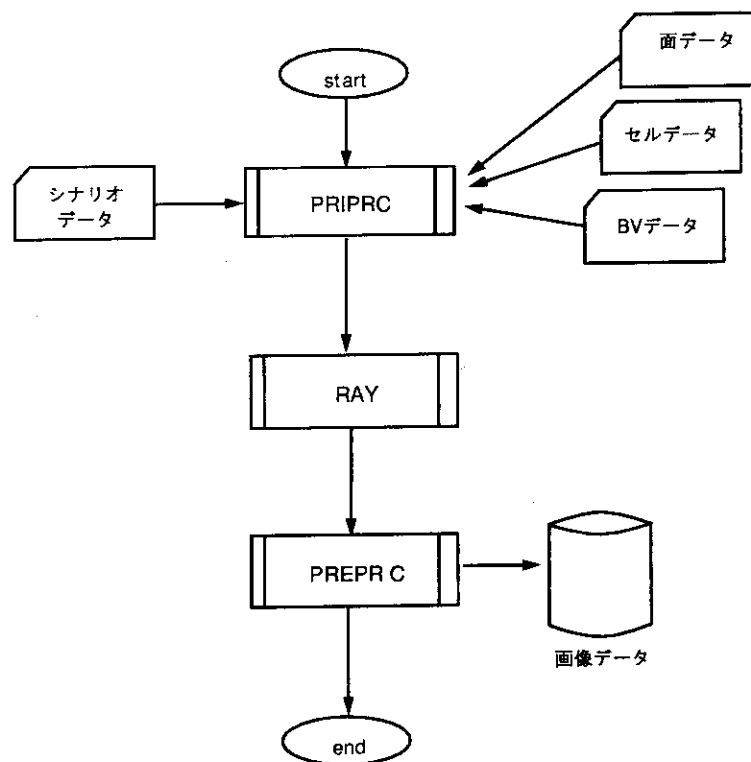 面データ
start
セルデータ
シナリオ
データ
PRIPRC
BVデータ
RAY
PREPR C
画像データ
end